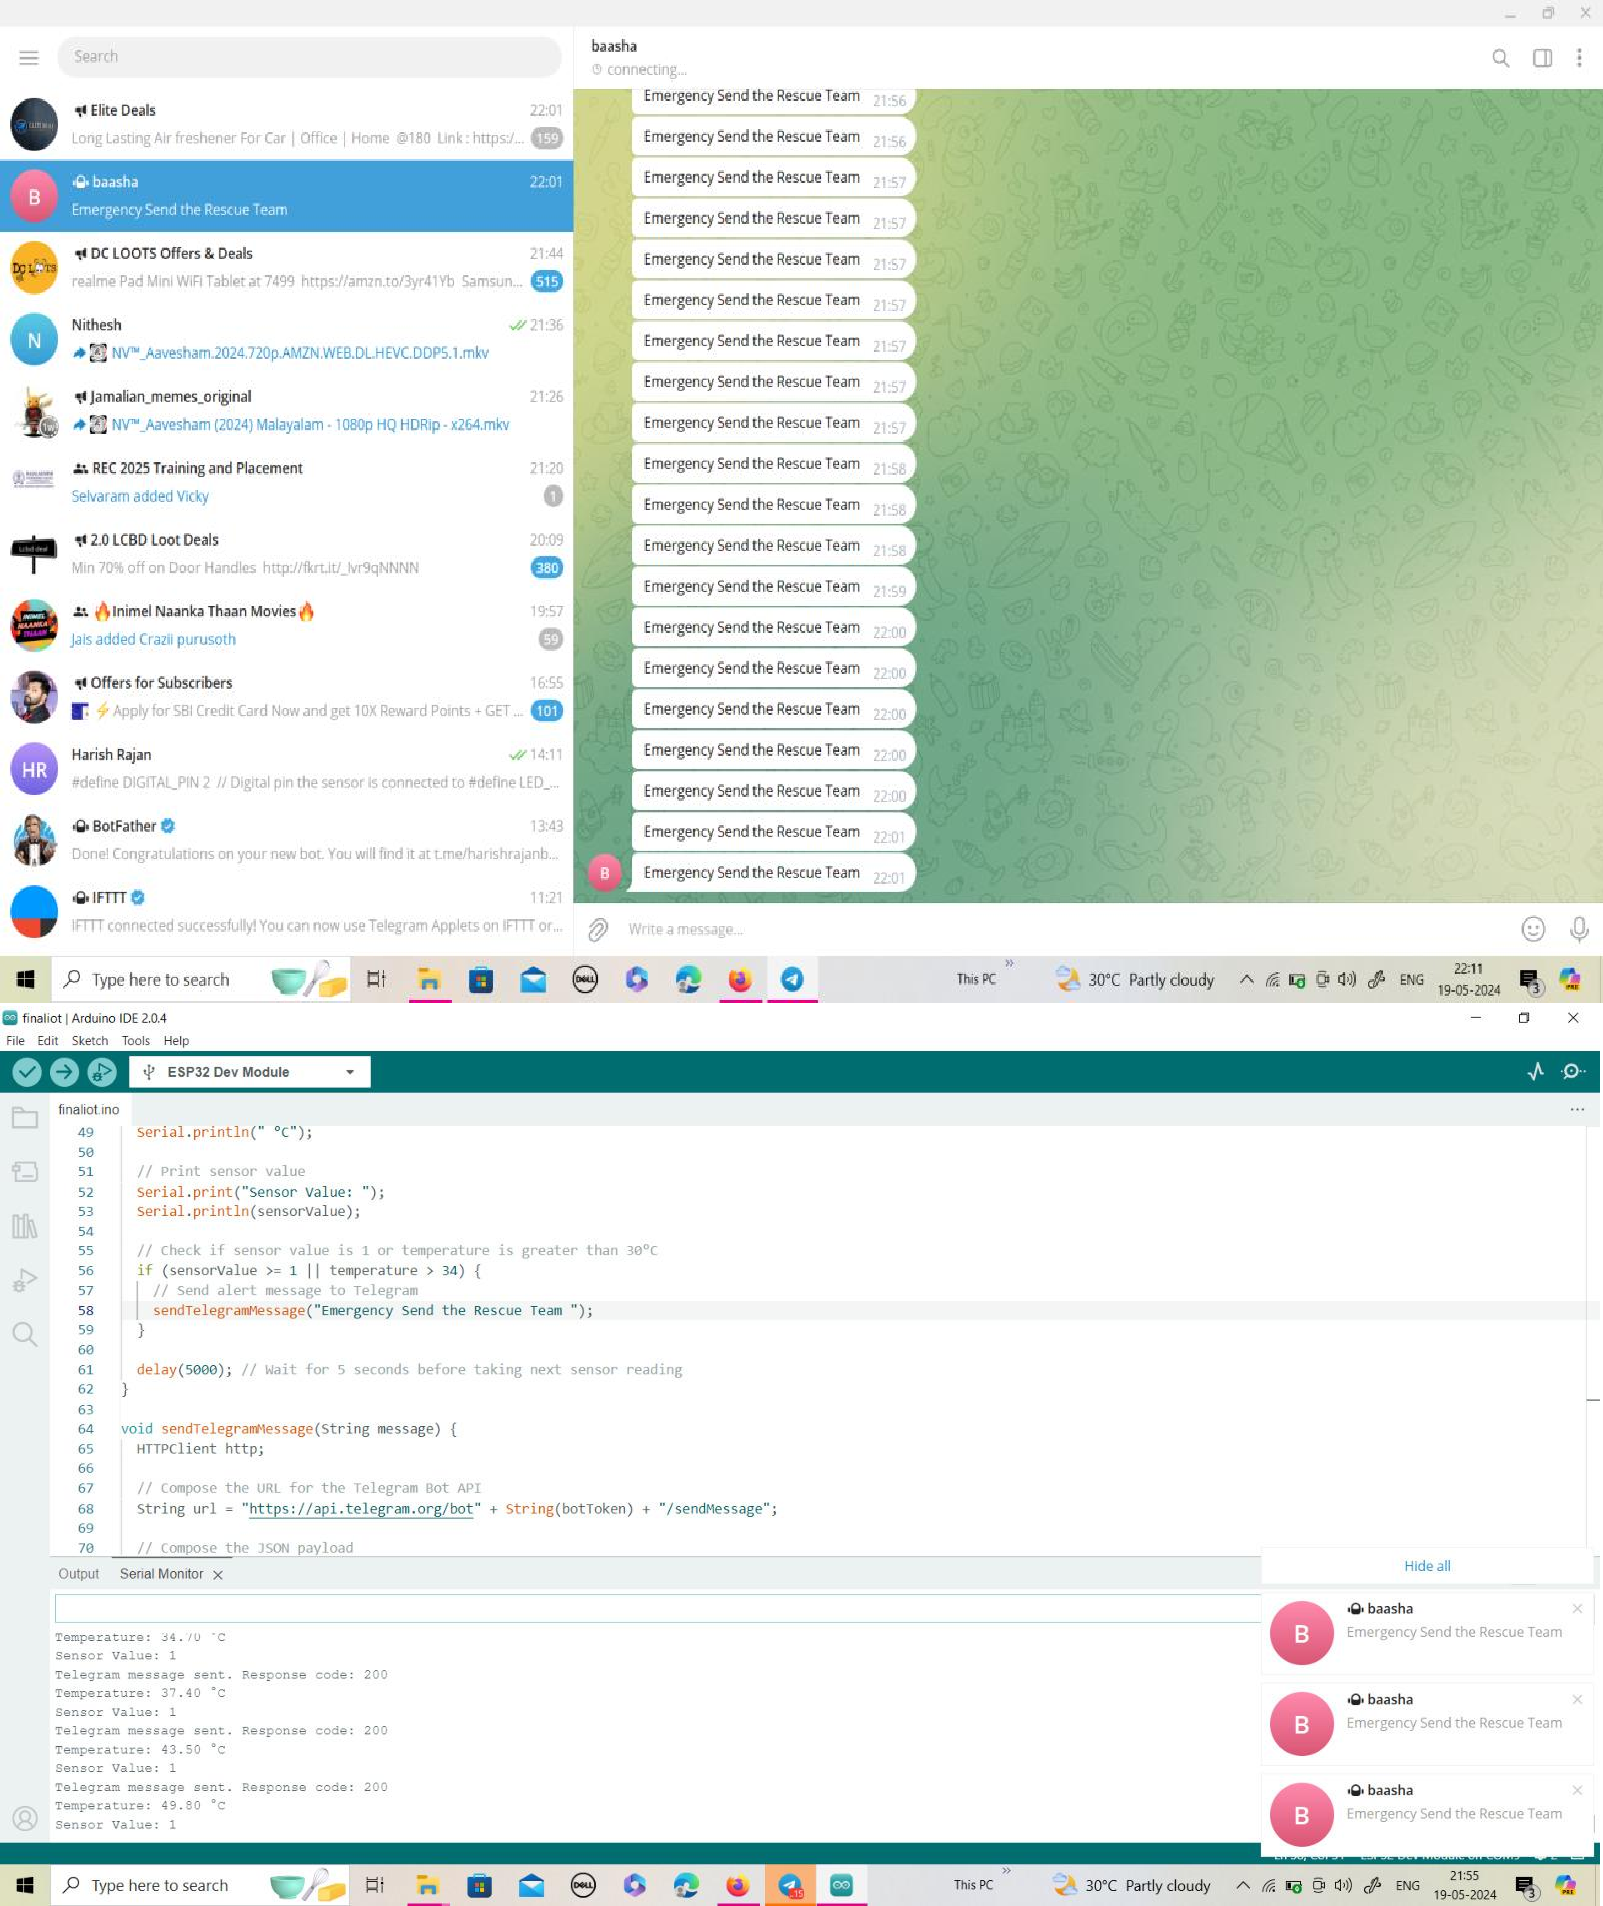 Search
baasha
connecting...
Elite Deals 22:01
Long Lasting Air freshener For Car | Office | Home @180 Link : https:/... 159
B
baasha 22:01
Emergency Send the Rescue Team
DC LOOTS Offers & Deals 21:44
realme Pad Mini WiFi Tablet at 7499 https://amzn.to/3yr41Yb Samsun... 515
N
Nithesh 21:36
NV™_Aavesham.2024.720p.AMZN.WEB.DL.HEVC.DDP5.1.mkv
Jamalian_memes_original 21:26
NV™_Aavesham (2024) Malayalam - 1080p HQ HDRip - x264.mkv
REC 2025 Training and Placement 21:20
Selvaram added Vicky 1
2.0 LCBD Loot Deals 20:09
Min 70% off on Door Handles http://fkrt.it/_lvr9qNNNN 380
🔥Inimel Naanka Thaan Movies🔥 19:57
Jais added Crazii purusoth 59
Offers for Subscribers 16:55
⚡Apply for SBI Credit Card Now and get 10X Reward Points + GET ... 101
HR
Harish Rajan 14:11
#define DIGITAL_PIN 2 // Digital pin the sensor is connected to #define LED_...
BotFather 13:43
Done! Congratulations on your new bot. You will find it at t.me/harishrajanb...
IFTTT 11:21
IFTTT connected successfully! You can now use Telegram Applets on IFTTT or...
Emergency Send the Rescue Team 21:56
Emergency Send the Rescue Team 21:56
Emergency Send the Rescue Team 21:57
Emergency Send the Rescue Team 21:57
Emergency Send the Rescue Team 21:57
Emergency Send the Rescue Team 21:57
Emergency Send the Rescue Team 21:57
Emergency Send the Rescue Team 21:57
Emergency Send the Rescue Team 21:57
Emergency Send the Rescue Team 21:58
Emergency Send the Rescue Team 21:58
Emergency Send the Rescue Team 21:58
Emergency Send the Rescue Team 21:59
Emergency Send the Rescue Team 22:00
Emergency Send the Rescue Team 22:00
Emergency Send the Rescue Team 22:00
Emergency Send the Rescue Team 22:00
Emergency Send the Rescue Team 22:00
Emergency Send the Rescue Team 22:01
B
Emergency Send the Rescue Team 22:01
Write a message...
Type here to search This PC » 30°C Partly cloudy ENG 22:11
19-05-2024 3
finaliot | Arduino IDE 2.0.4
File Edit Sketch Tools Help
ESP32 Dev Module
finaliot.ino
49 Serial.println(" °C");
50
51 // Print sensor value
52 Serial.print("Sensor Value: ");
53 Serial.println(sensorValue);
54
55 // Check if sensor value is 1 or temperature is greater than 30°C
56 if (sensorValue >= 1 || temperature > 34) {
57 // Send alert message to Telegram
58 sendTelegramMessage("Emergency Send the Rescue Team ");
59 }
60
61 delay(5000); // Wait for 5 seconds before taking next sensor reading
62 }
63
64 void sendTelegramMessage(String message) {
65 HTTPClient http;
66
67 // Compose the URL for the Telegram Bot API
68 String url = "https://api.telegram.org/bot" + String(botToken) + "/sendMessage";
69
70 // Compose the JSON payload
Output Serial Monitor
Temperature: 34.70 °C
Sensor Value: 1
Telegram message sent. Response code: 200
Temperature: 37.40 °C
Sensor Value: 1
Telegram message sent. Response code: 200
Temperature: 43.50 °C
Sensor Value: 1
Telegram message sent. Response code: 200
Temperature: 49.80 °C
Sensor Value: 1
Hide all
B
baasha
Emergency Send the Rescue Team
B
baasha
Emergency Send the Rescue Team
B
baasha
Emergency Send the Rescue Team
Type here to search This PC » 30°C Partly cloudy ENG 21:55
19-05-2024 3